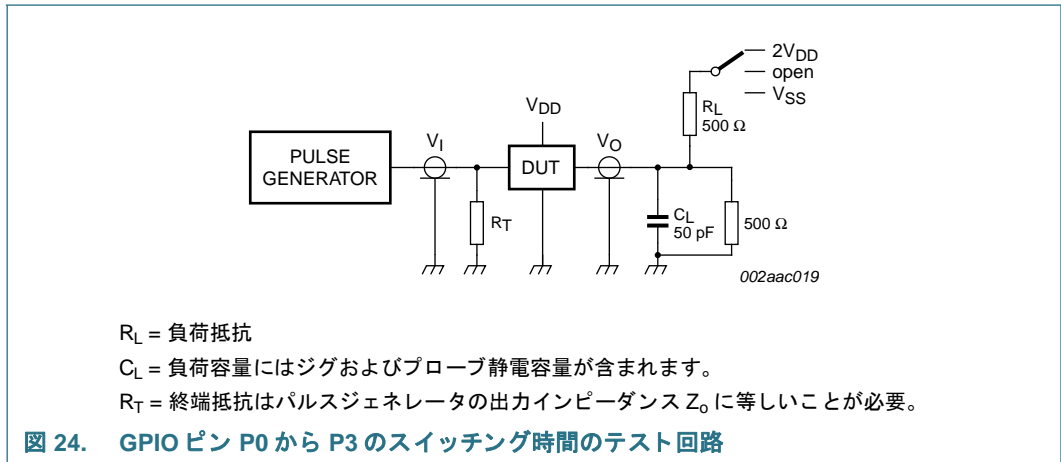 2VDD
open
VSS
RL
500 Ω
VDD
VI
VO
PULSE
GENERATOR
DUT
RT
CL
50 pF
500 Ω
002aac019
RL = 負荷抵抗
CL = 負荷容量にはジグおよびプローブ静電容量が含まれます。
RT = 終端抵抗はパルスジェネレータの出力インピーダンス Zo に等しいことが必要。
図 24. GPIO ピン P0 から P3 のスイッチング時間のテスト回路